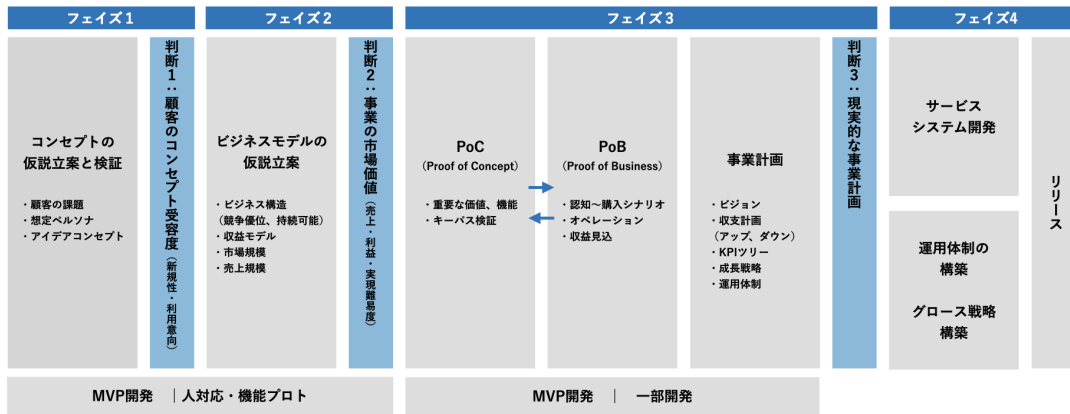 フェイズ１
フェイズ２
フェイズ３
フェイズ4
コンセプトの
仮説立案と検証
・顧客の課題
・想定ペルソナ
・アイデアコンセプト
判断１：顧客のコンセプト受容度（新規性・利用意向）
ビジネスモデルの
仮説立案
・ビジネス構造
（競争優位、持続可能）
・収益モデル
・市場規模
・売上規模
判断２：事業の市場価値（売上・利益・実現難易度）
PoC
（Proof of Concept）
・重要な価値、機能
・キーパス検証
PoB
（Proof of Business）
・認知～購入シナリオ
・オペレーション
・収益見込
事業計画
・ビジョン
・収支計画
（アップ、ダウン）
・KPIツリー
・成長戦略
・運用体制
判断３：現実的な事業計画
サービス
システム開発
運用体制の
構築
グロース戦略
構築
リリース
MVP開発　｜人対応・機能プロト
MVP開発　｜　一部開発